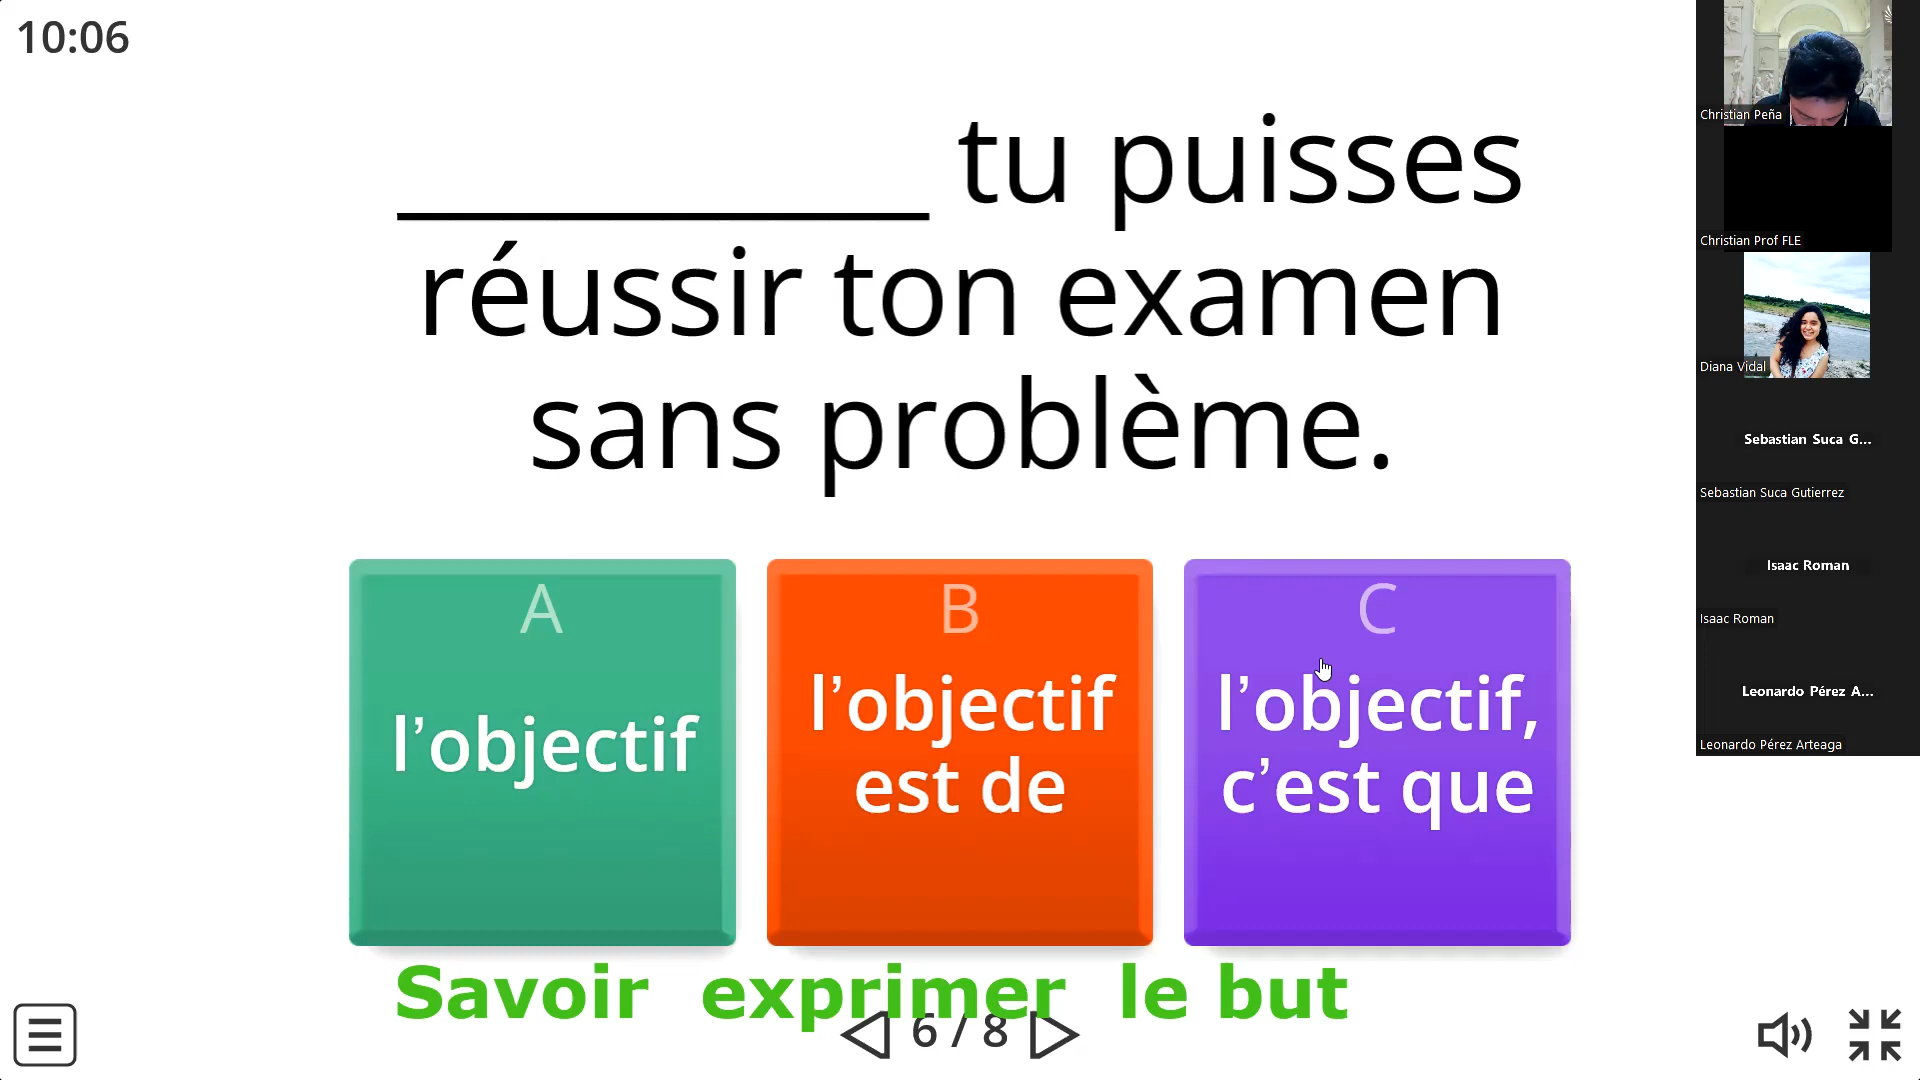 10:06
____________ tu puisses
réussir ton examen
sans problème.
A
l’objectif
B
l’objectif
est de
C
l’objectif,
c’est que
Savoir exprimer le but
6 / 8
Christian Peña
Christian Prof FLE
Diana Vidal
Sebastian Suca G...
Sebastian Suca Gutierrez
Isaac Roman
Isaac Roman
Leonardo Pérez A...
Leonardo Pérez Arteaga